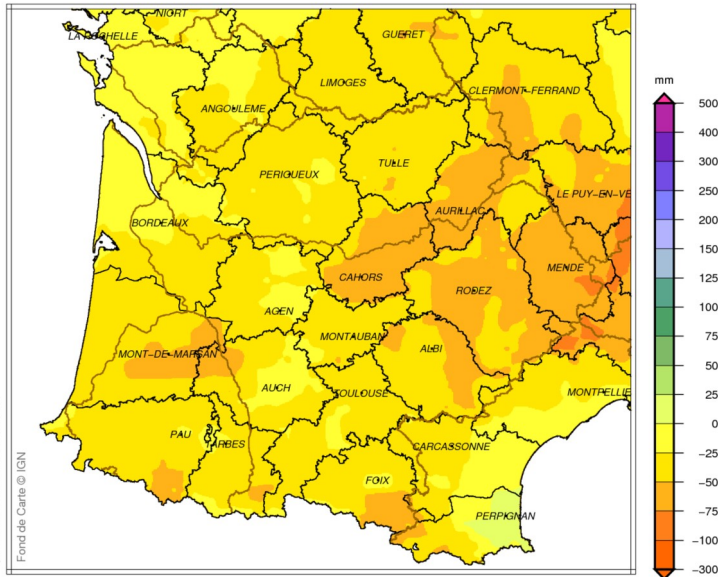 NIORT
LA ROCHELLE
GUERET
LIMOGES
CLERMONT-FERRAND
ANGOULEME
TULLE
PERIGUEUX
LE PUY-EN-VE
AURILLAC
BORDEAUX
MENDE
CAHORS
RODEZ
AGEN
MONTAUBAN
ALBI
MONT-DE-MARSAN
AUCH
TOULOUSE
MONTPELLIE
PAU
TARBES
CARCASSONNE
FOIX
PERPIGNAN
Fond de Carte © IGN
mm
500
400
300
250
200
150
125
100
75
50
25
0
-25
-50
-75
-100
-300